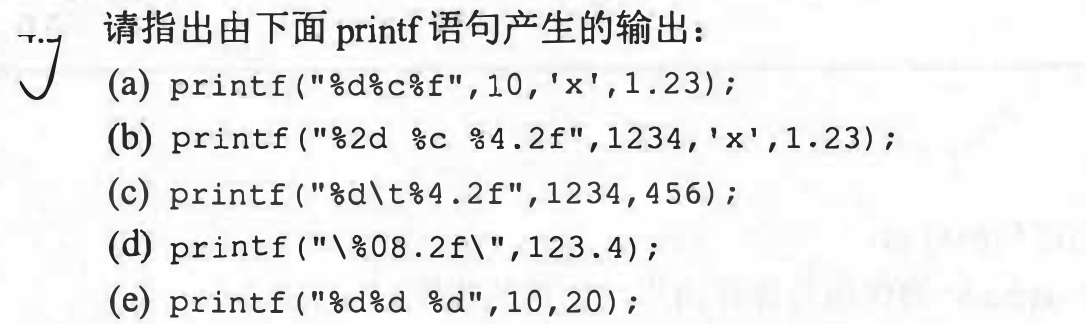 请指出由下面 printf 语句产生的输出：
(a) printf("%d%c%f",10,'x',1.23);
(b) printf("%2d %c %4.2f",1234,'x',1.23);
(c) printf("%d\t%4.2f",1234,456);
(d) printf("\%08.2f\",123.4);
(e) printf("%d%d %d",10,20);